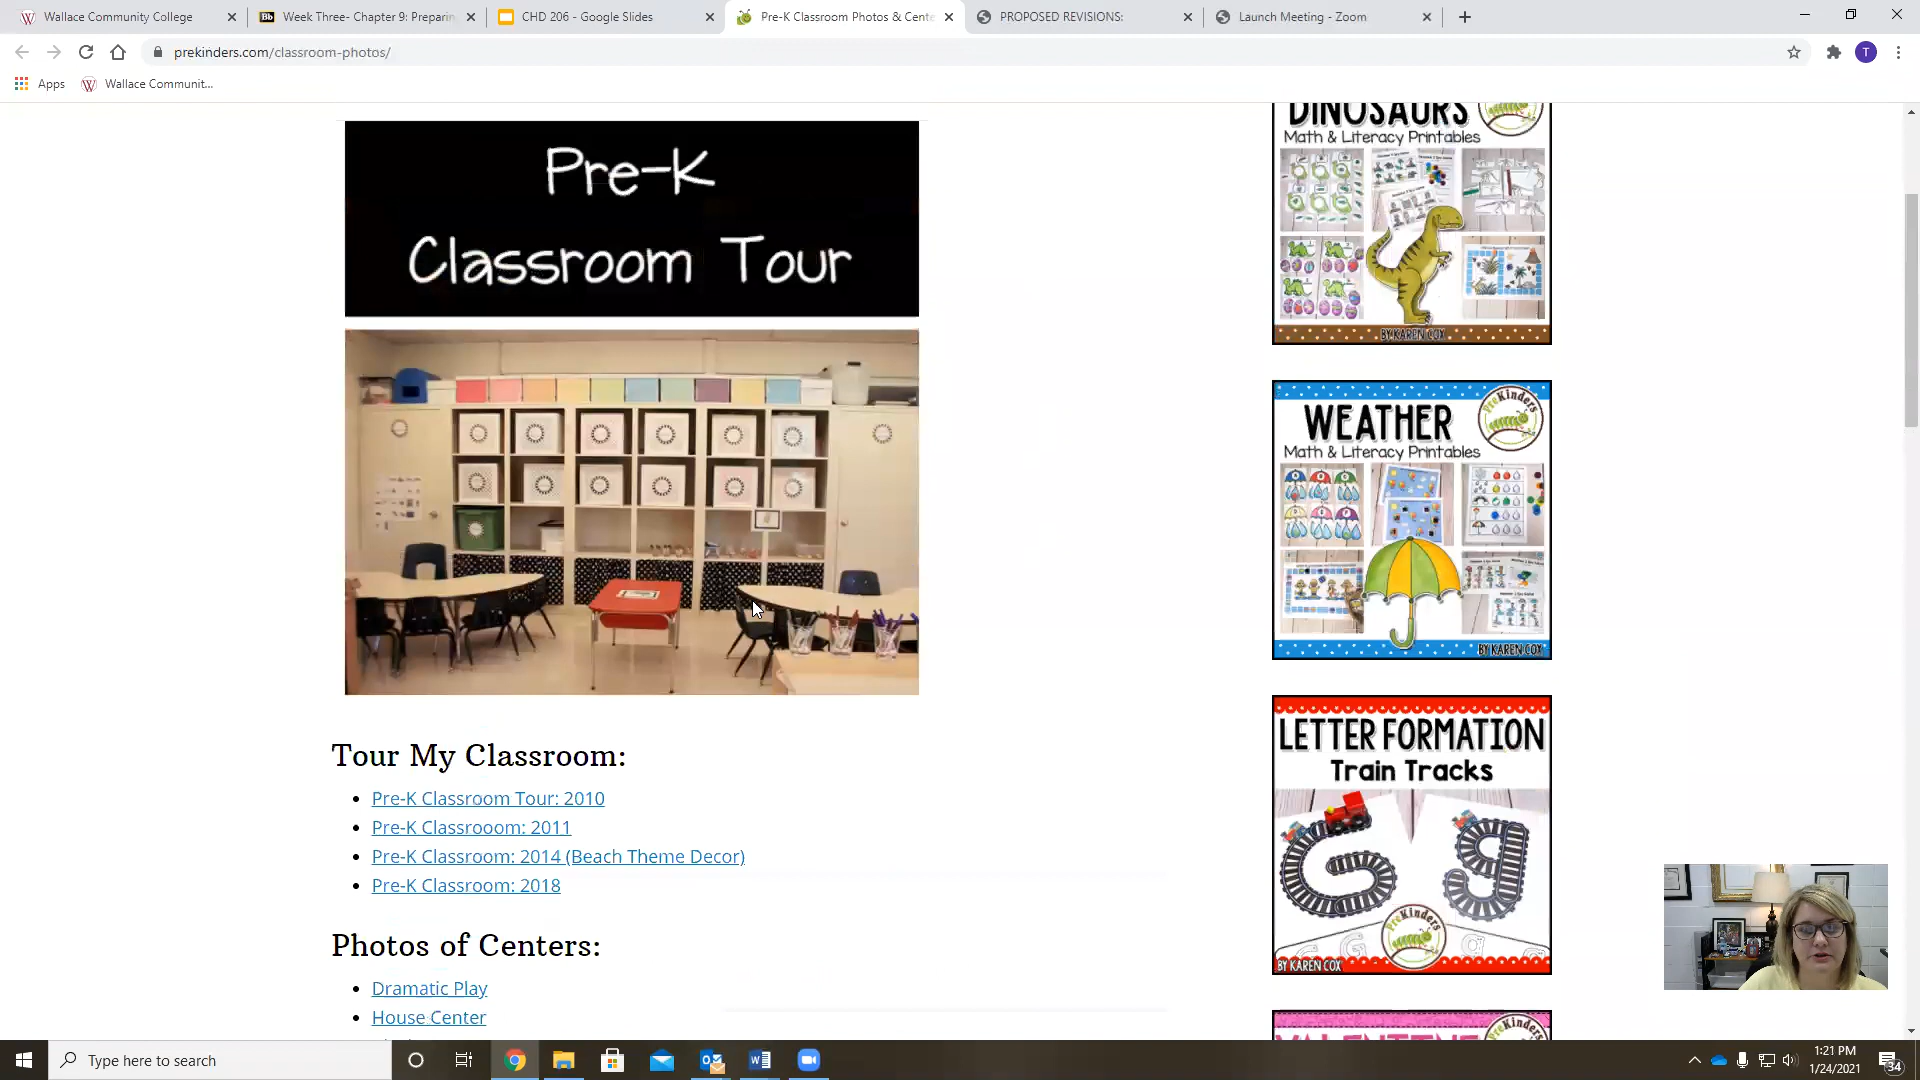 Wallace Community College
Week Three- Chapter 9: Preparin
CHD 206 - Google Slides
Pre-K Classroom Photos & Cente
PROPOSED REVISIONS:
Launch Meeting - Zoom
prekinders.com/classroom-photos/
T
Apps
Wallace Communit...
Pre-K
Classroom Tour
Tour My Classroom:
Pre-K Classroom Tour: 2010
Pre-K Classrooom: 2011
Pre-K Classroom: 2014 (Beach Theme Decor)
Pre-K Classroom: 2018
Photos of Centers:
Dramatic Play
House Center
DINOSAURS
Math & Literacy Printables
BY KAREN COX
WEATHER
PreKinders
Math & Literacy Printables
BY KAREN COX
LETTER FORMATION
Train Tracks
PreKinders
BY KAREN COX
VALENTINE
Type here to search
1:21 PM
1/24/2021
34